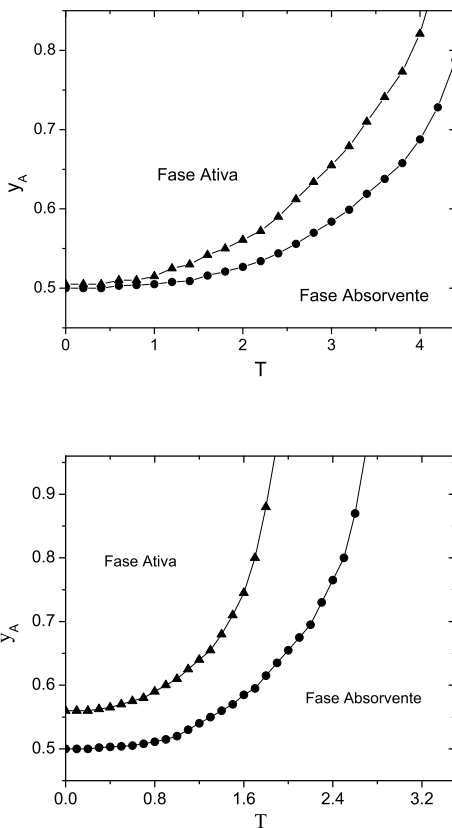 0.8
0.7
0.6
0.5
y_A
Fase Ativa
Fase Absorvente
0 1 2 3 4
T
0.9
0.8
0.7
0.6
0.5
y_A
Fase Ativa
Fase Absorvente
0.0 0.8 1.6 2.4 3.2
T